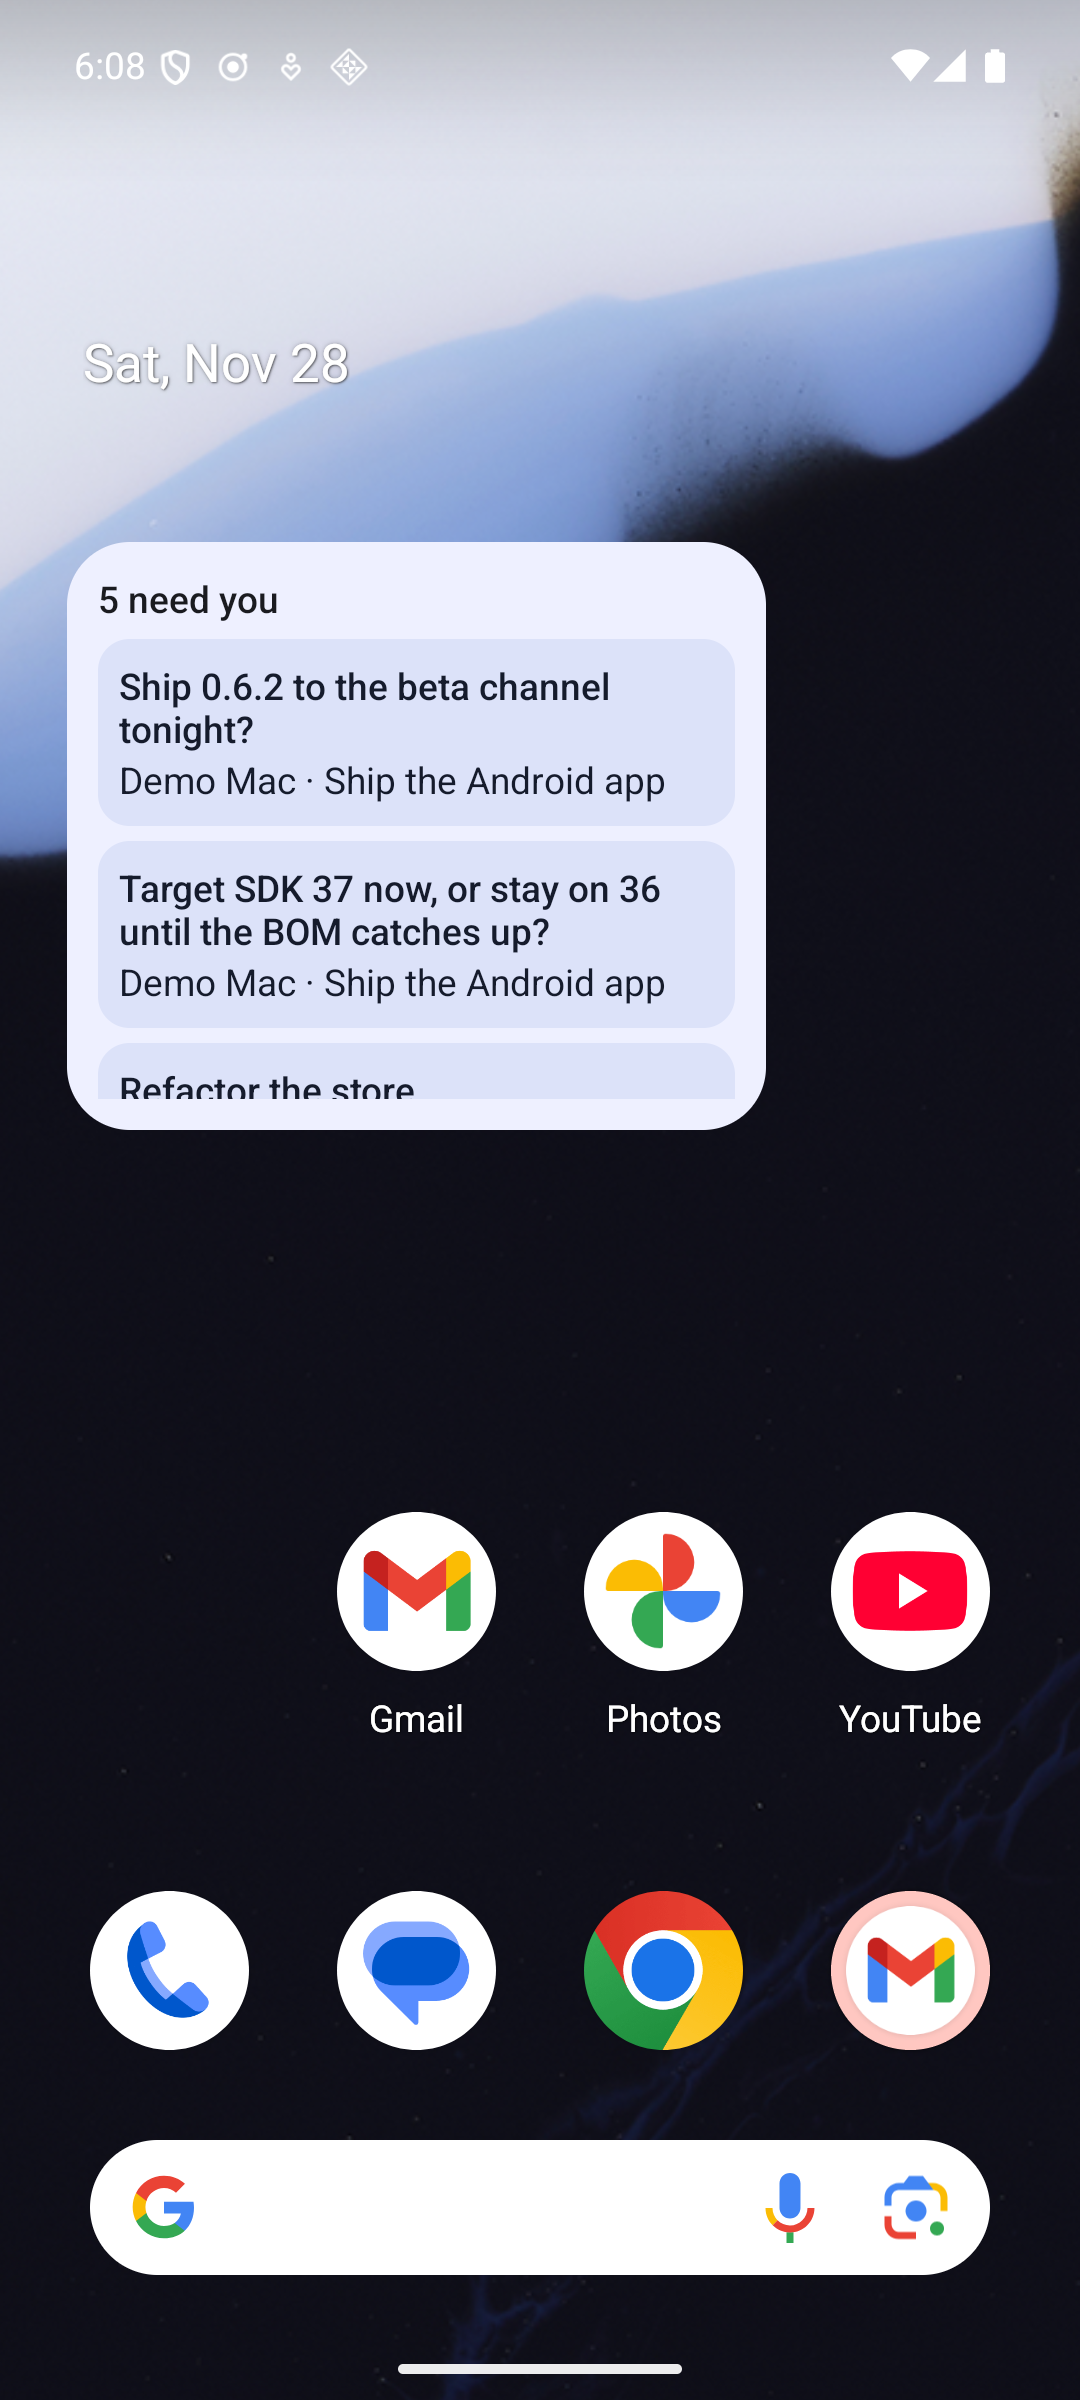 6:08
Sat, Nov 28
5 need you
Ship 0.6.2 to the beta channel
tonight?
Demo Mac · Ship the Android app
Target SDK 37 now, or stay on 36
until the BOM catches up?
Demo Mac · Ship the Android app
Refactor the store
Gmail
Photos
YouTube